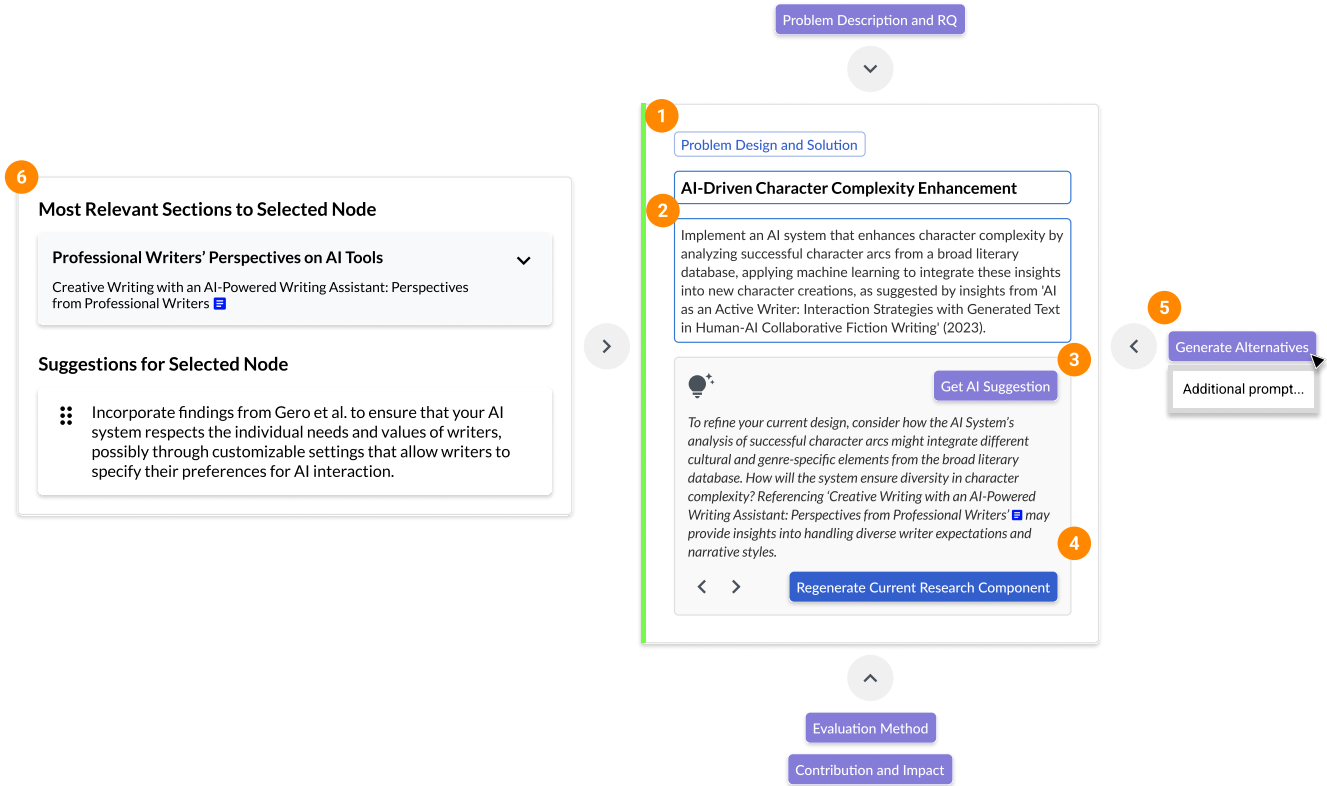 Problem Description and RQ
1
Problem Design and Solution
AI-Driven Character Complexity Enhancement
2
Implement an AI system that enhances character complexity by
analyzing successful character arcs from a broad literary
database, applying machine learning to integrate these insights
into new character creations, as suggested by insights from 'AI
as an Active Writer: Interaction Strategies with Generated Text
in Human-AI Collaborative Fiction Writing' (2023).
3
Get AI Suggestion
To refine your current design, consider how the AI System's
analysis of successful character arcs might integrate different
cultural and genre-specific elements from the broad literary
database. How will the system ensure diversity in character
complexity? Referencing 'Creative Writing with an AI-Powered
Writing Assistant: Perspectives from Professional Writers' may
provide insights into handling diverse writer expectations and
narrative styles.
4
Regenerate Current Research Component
5
Generate Alternatives
Additional prompt...
6
Most Relevant Sections to Selected Node
Professional Writers' Perspectives on AI Tools
Creative Writing with an AI-Powered Writing Assistant: Perspectives
from Professional Writers
Suggestions for Selected Node
Incorporate findings from Gero et al. to ensure that your AI
system respects the individual needs and values of writers,
possibly through customizable settings that allow writers to
specify their preferences for AI interaction.
Evaluation Method
Contribution and Impact